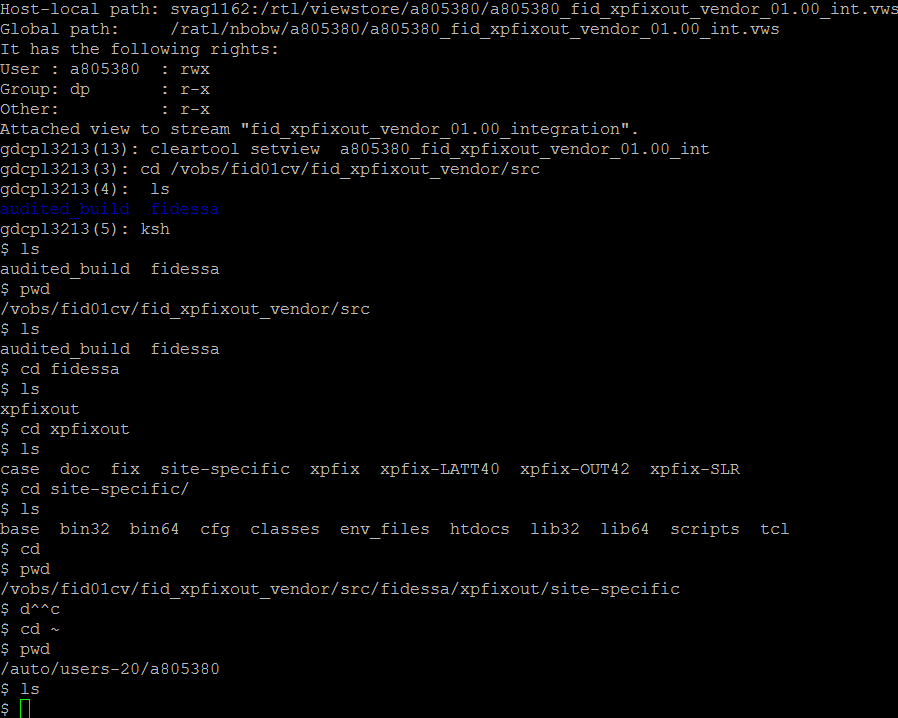 Host-local path: svag1162:/rtl/viewstore/a805380/a805380_fid_xpfixout_vendor_01.00_int.vws
Global path:     /ratl/nbobw/a805380/a805380_fid_xpfixout_vendor_01.00_int.vws
It has the following rights:
User : a805380  : rwx
Group: dp       : r-x
Other:          : r-x
Attached view to stream "fid_xpfixout_vendor_01.00_integration".
gdcpl3213(13): cleartool setview  a805380_fid_xpfixout_vendor_01.00_int
gdcpl3213(3): cd /vobs/fid01cv/fid_xpfixout_vendor/src
gdcpl3213(4):  ls
audited_build  fidessa
gdcpl3213(5): ksh
$ ls
audited_build  fidessa
$ pwd
/vobs/fid01cv/fid_xpfixout_vendor/src
$ ls
audited_build  fidessa
$ cd fidessa
$ ls
xpfixout
$ cd xpfixout
$ ls
case  doc  fix  site-specific  xpfix  xpfix-LATT40  xpfix-OUT42  xpfix-SLR
$ cd site-specific/
$ ls
base  bin32  bin64  cfg  classes  env_files  htdocs  lib32  lib64  scripts  tcl
$ cd
$ pwd
/vobs/fid01cv/fid_xpfixout_vendor/src/fidessa/xpfixout/site-specific
$ d^^c
$ cd ~
$ pwd
/auto/users-20/a805380
$ ls
$